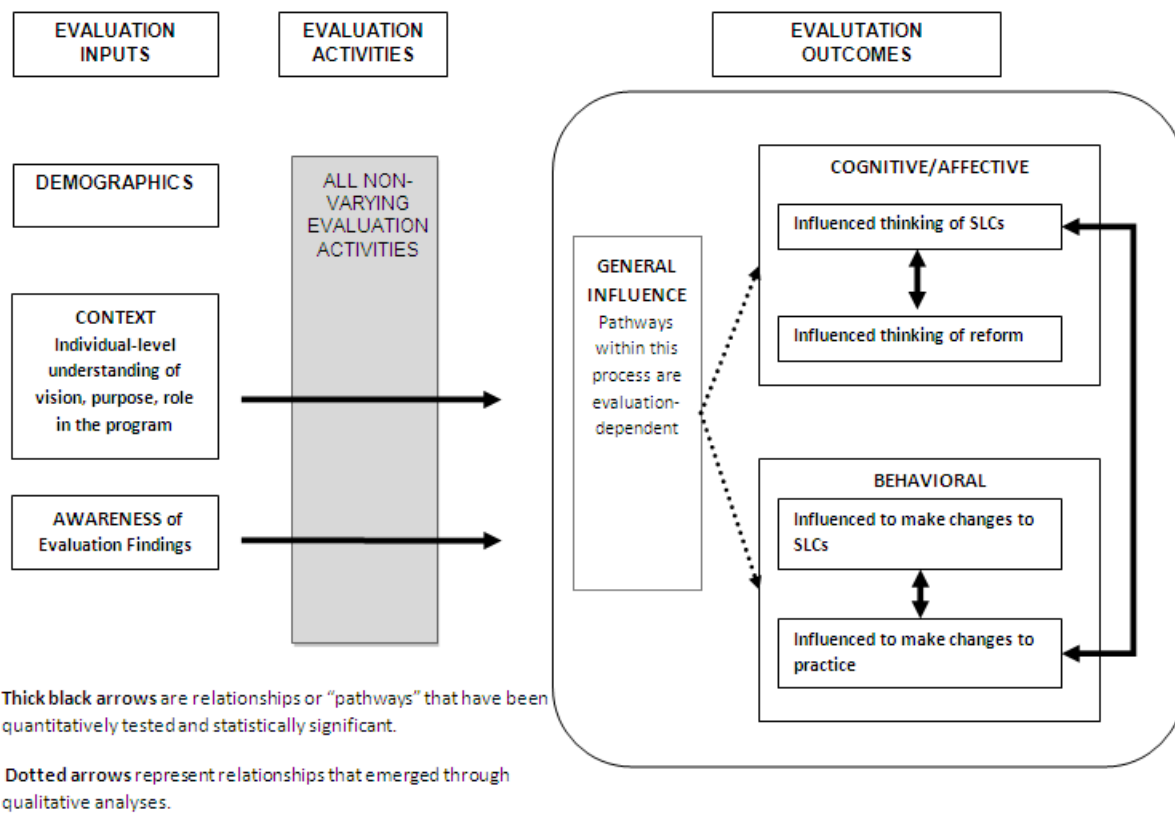 EVALUATION
INPUTS
EVALUATION
ACTIVITIES
EVALUTATION
OUTCOMES
DEMOGRAPHICS
CONTEXT
Individual-level
understanding of
vision, purpose, role
in the program
AWARENESS of
Evaluation Findings
ALL NON-
VARYING
EVALUATION
ACTIVITIES
GENERAL
INFLUENCE
Pathways
within this
process are
evaluation-
dependent
COGNITIVE/AFFECTIVE
Influenced thinking of SLCs
Influenced thinking of reform
BEHAVIORAL
Influenced to make changes to
SLCs
Influenced to make changes to
practice
Thick black arrows are relationships or “pathways” that have been
quantitatively tested and statistically significant.
Dotted arrows represent relationships that emerged through
qualitative analyses.